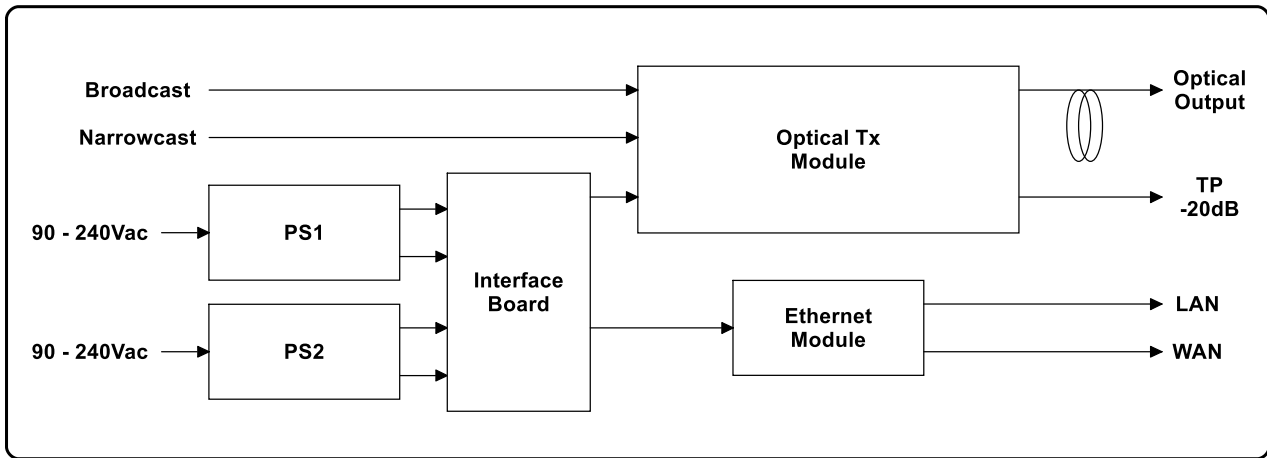 Broadcast
Narrowcast
Optical Tx
Module
Optical
Output
TP
-20dB
90 - 240Vac
PS1
Interface
Board
90 - 240Vac
PS2
Ethernet
Module
LAN
WAN